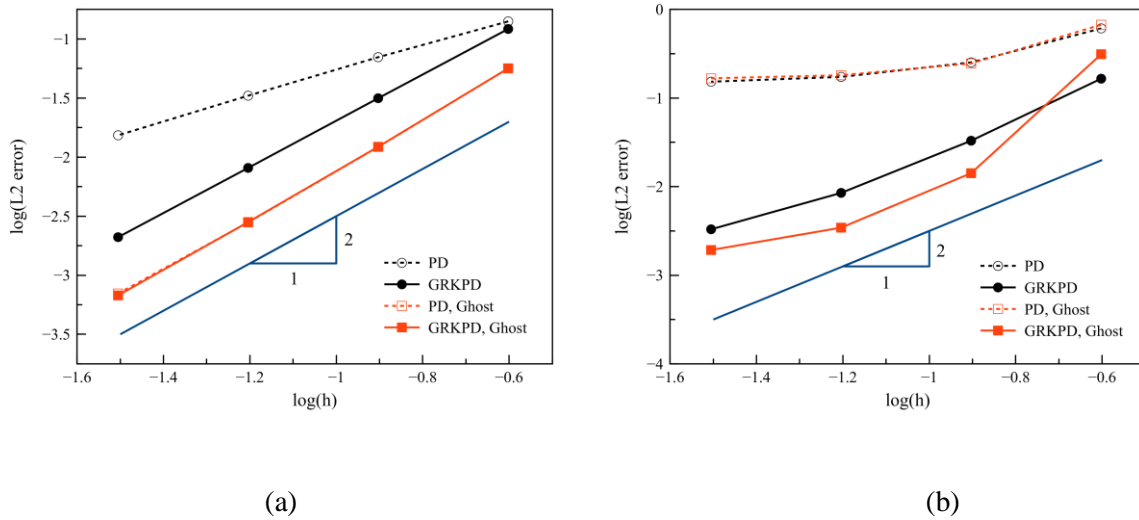 −1
−1.5
−2
−2.5
−3
−3.5
log(L2 error)
−1.6
−1.4
−1.2
−1
−0.8
−0.6
log(h)
2
1
PD
GRKPD
PD, Ghost
GRKPD, Ghost
(a)
0
−1
−2
−3
−4
log(L2 error)
−1.6
−1.4
−1.2
−1
−0.8
−0.6
log(h)
2
1
PD
GRKPD
PD, Ghost
GRKPD, Ghost
(b)